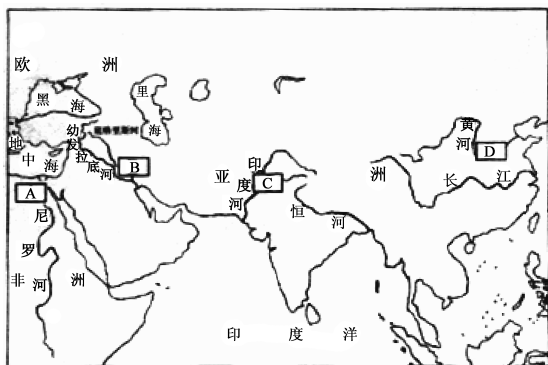 欧 洲
黑 海
里 海
地 中 海
幼 发 拉 底 河
B
A
尼 罗 河
非 洲
亚 洲
印 度 河
C
恒 河
黄 河
D
长 江
印 度 洋